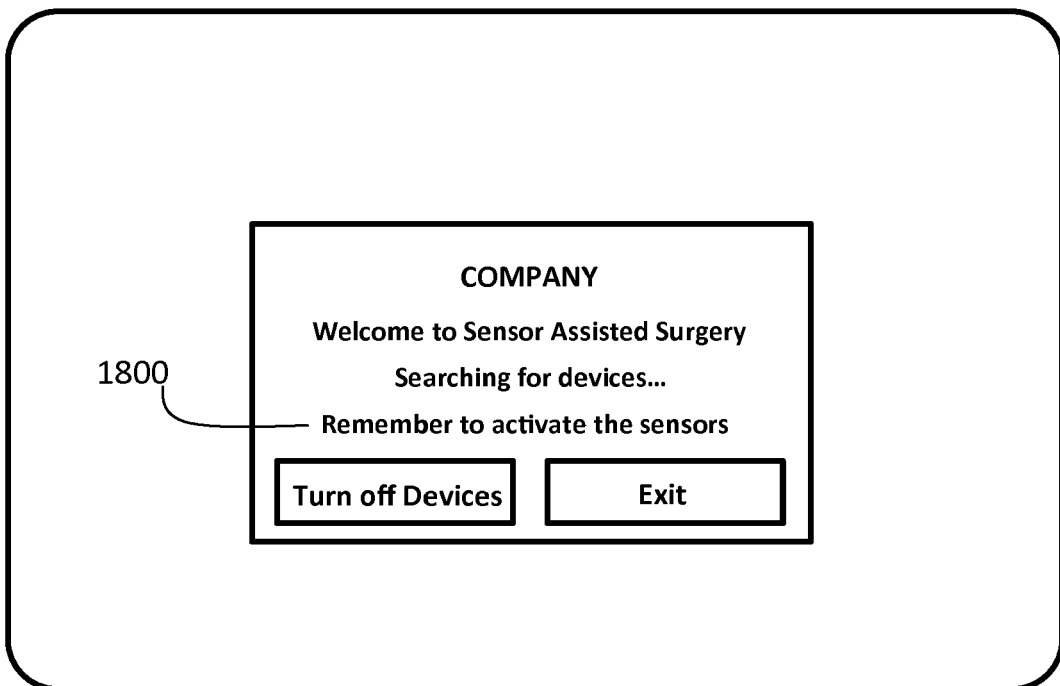 COMPANY
Welcome to Sensor Assisted Surgery
Searching for devices...
1800
Remember to activate the sensors
Turn off Devices
Exit